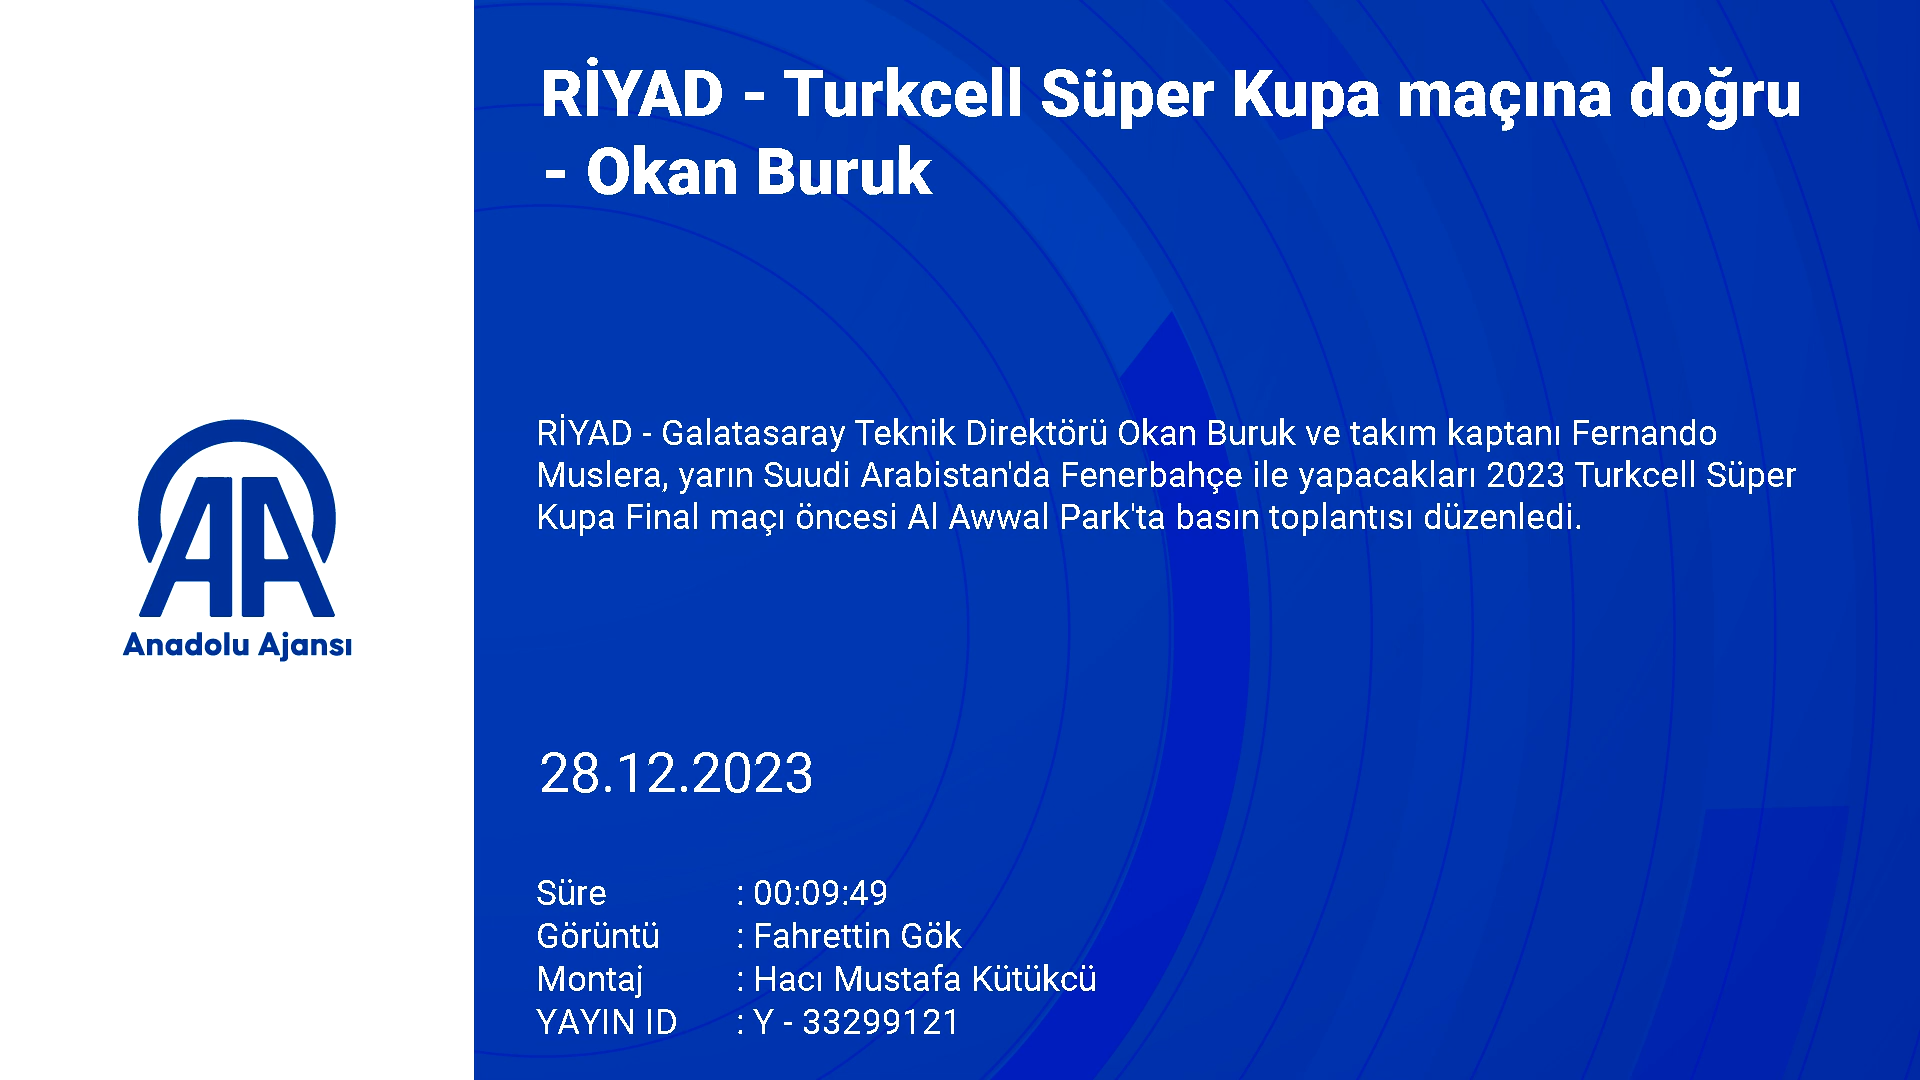 RİYAD - Turkcell Süper Kupa maçına doğru
- Okan Buruk
RİYAD - Galatasaray Teknik Direktörü Okan Buruk ve takım kaptanı Fernando
Muslera, yarın Suudi Arabistan'da Fenerbahçe ile yapacakları 2023 Turkcell Süper
Kupa Final maçı öncesi Al Awwal Park'ta basın toplantısı düzenledi.
AA
Anadolu Ajansı
28.12.2023
Süre : 00:09:49
Görüntü : Fahrettin Gök
Montaj : Hacı Mustafa Kütükcü
YAYIN ID : Y - 33299121